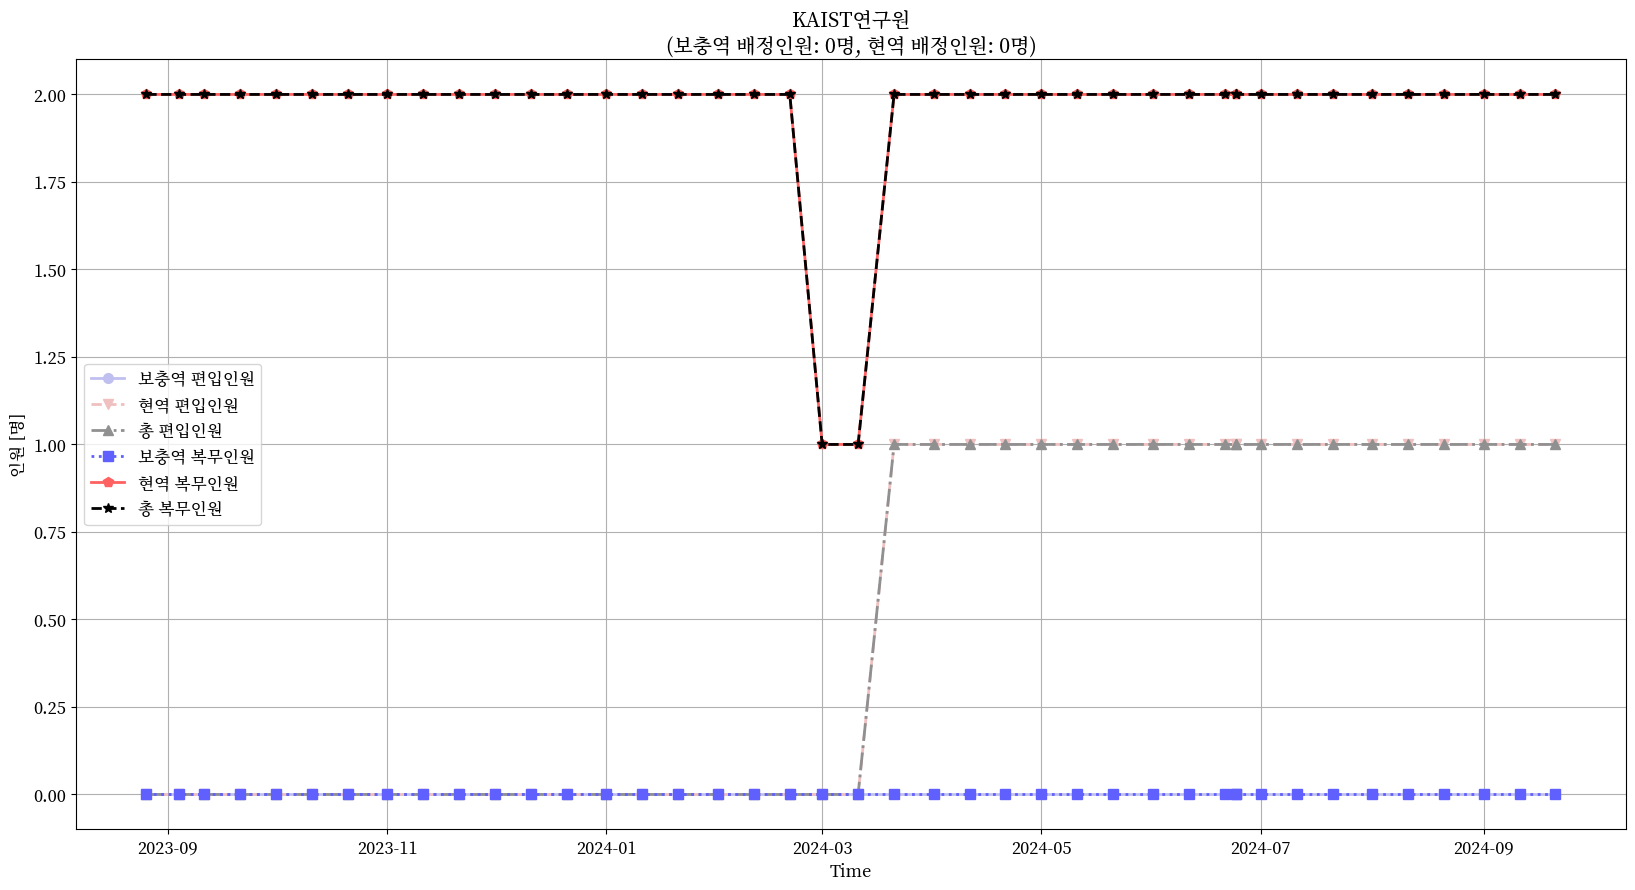 KAIST연구원
(보충역 배정인원: 0명, 현역 배정인원: 0명)
인원 [명]
2.00
1.75
1.50
1.25
1.00
0.75
0.50
0.25
0.00
보충역 편입인원
현역 편입인원
총 편입인원
보충역 복무인원
현역 복무인원
총 복무인원
2023-09
2023-11
2024-01
2024-03
2024-05
2024-07
2024-09
Time